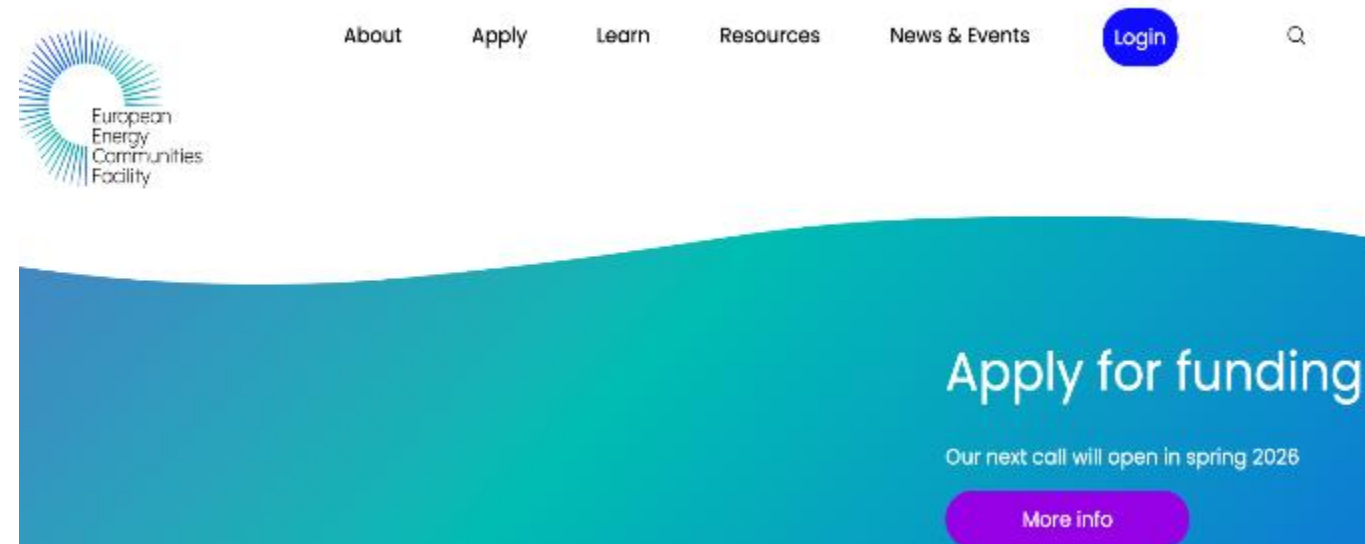 About Apply Learn Resources News & Events Login
European
Energy
Communities
Facility
Apply for funding
Our next call will open in spring 2026
More info